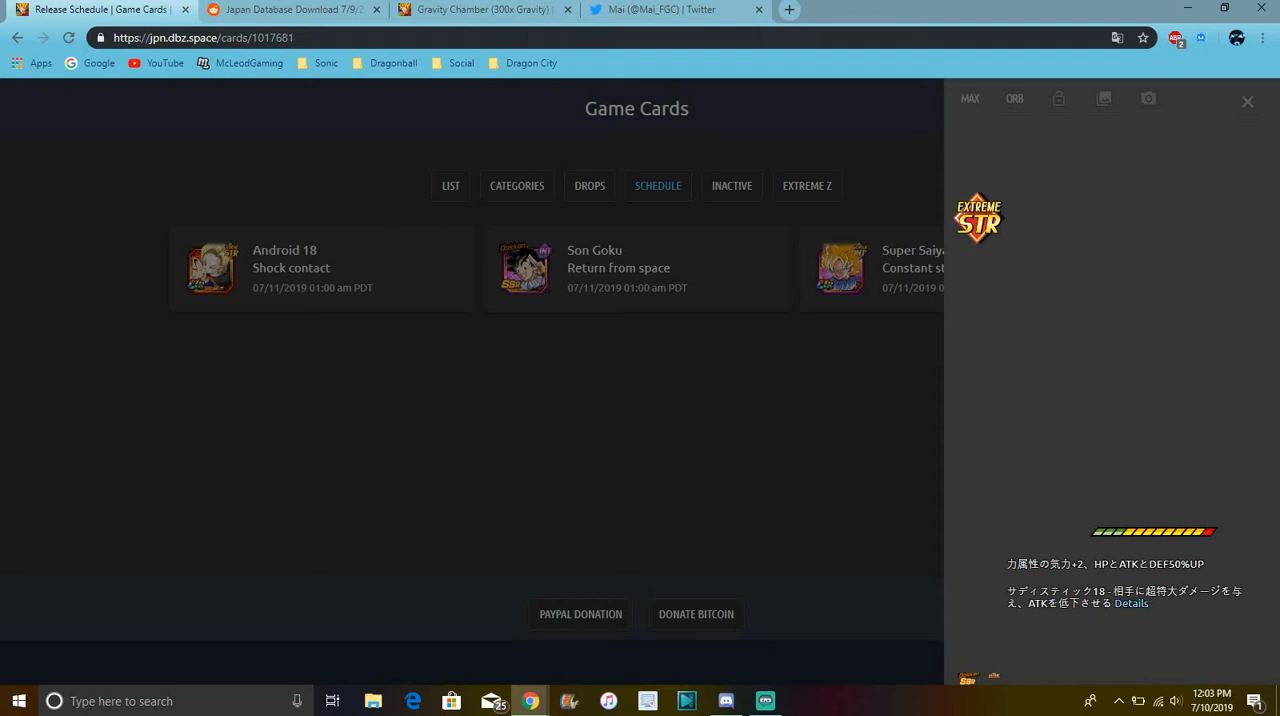 Release Schedule | Game Cards
Japan Database Download 7/9/2
Gravity Chamber (300x Gravity) |
Mai (@Mai_FGC) | Twitter
https://jpn.dbz.space/cards/1017681
ABP
2
Apps
Google
YouTube
McLeodGaming
Sonic
Dragonball
Social
Dragon City
Game Cards
MAX
ORB
LIST
CATEGORIES
DROPS
SCHEDULE
INACTIVE
EXTREME Z
EXTREME
STR
Android 18
Shock contact
07/11/2019 01:00 am PDT
Son Goku
Return from space
07/11/2019 01:00 am PDT
Super Saiya
Constant st
07/11/2019 0
力属性の気力+2、HPとATKとDEF50%UP
サディスティック18 - 相手に超特大ダメージを与
え、ATKを低下させる Details
PAYPAL DONATION
DONATE BITCOIN
SSR
Type here to search
25
12:03 PM
7/10/2019
1